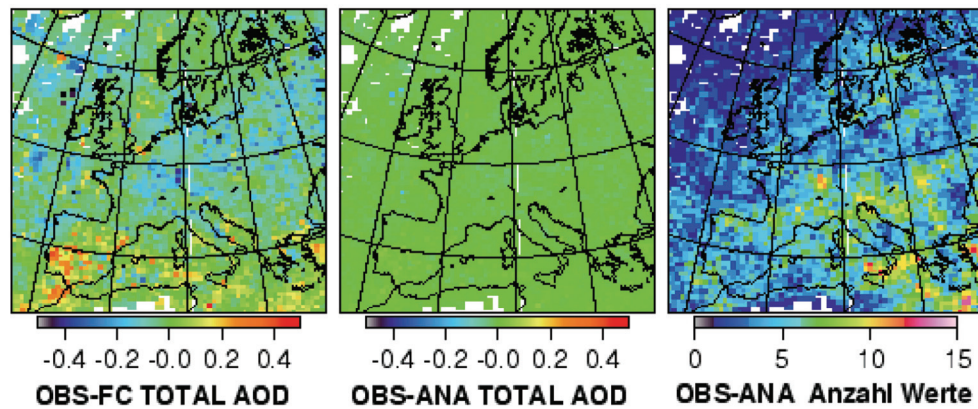 -0.4 -0.2 -0.0 0.2 0.4
OBS-FC TOTAL AOD
-0.4 -0.2 -0.0 0.2 0.4
OBS-ANA TOTAL AOD
0 5 10 15
OBS-ANA Anzahl Werte